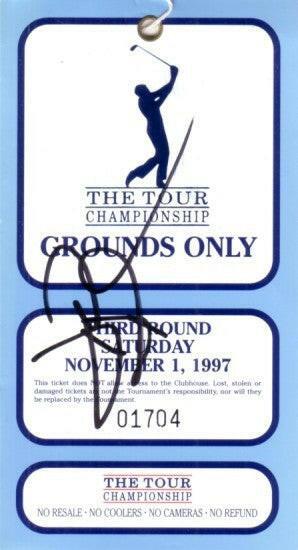 THE TOUR
CHAMPIONSHIP
GROUNDS ONLY
THIRD ROUND
SATURDAY
NOVEMBER 1, 1997
This ticket does NOT allow access to the Clubhouse. Lost, stolen or
damaged tickets are not the Tournament's responsibility, nor will they
be replaced by the Tournament.
01704
THE TOUR
CHAMPIONSHIP
NO RESALE · NO COOLERS · NO CAMERAS · NO REFUND